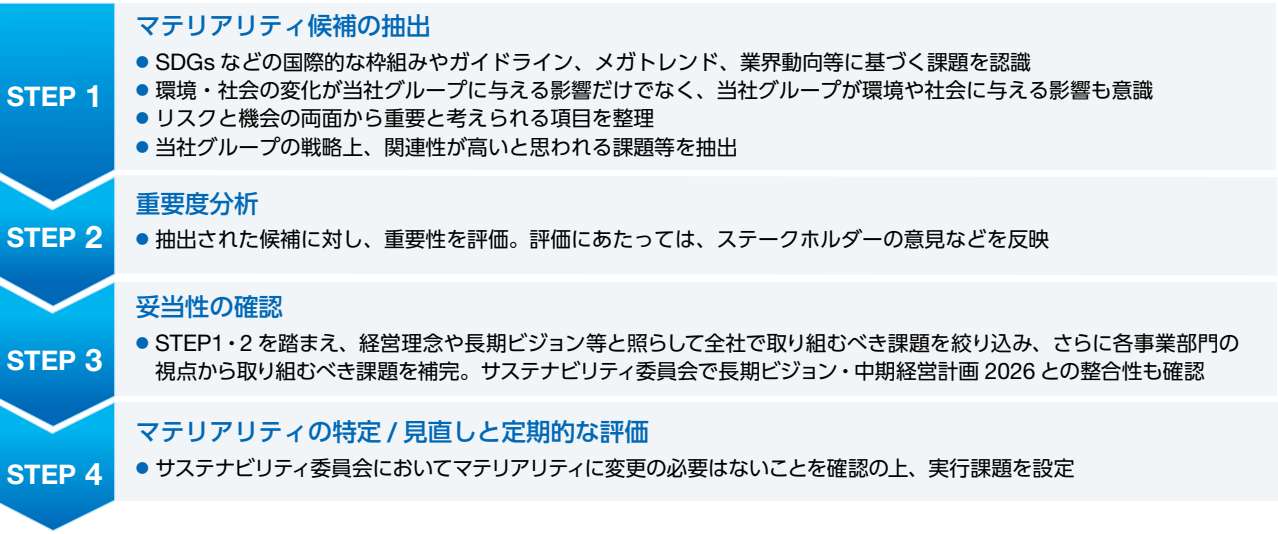 STEP 1
マテリアリティ候補の抽出
● SDGs などの国際的な枠組みやガイドライン、メガトレンド、業界動向等に基づく課題を認識
● 環境・社会の変化が当社グループに与える影響だけでなく、当社グループが環境や社会に与える影響も意識
● リスクと機会の両面から重要と考えられる項目を整理
● 当社グループの戦略上、関連性が高いと思われる課題等を抽出
STEP 2
重要度分析
● 抽出された候補に対し、重要性を評価。評価にあたっては、ステークホルダーの意見などを反映
STEP 3
妥当性の確認
● STEP1・2 を踏まえ、経営理念や長期ビジョン等と照らして全社で取り組むべき課題を絞り込み、さらに各事業部門の
視点から取り組むべき課題を補完。サステナビリティ委員会で長期ビジョン・中期経営計画 2026 との整合性も確認
STEP 4
マテリアリティの特定 / 見直しと定期的な評価
● サステナビリティ委員会においてマテリアリティに変更の必要はないことを確認の上、実行課題を設定